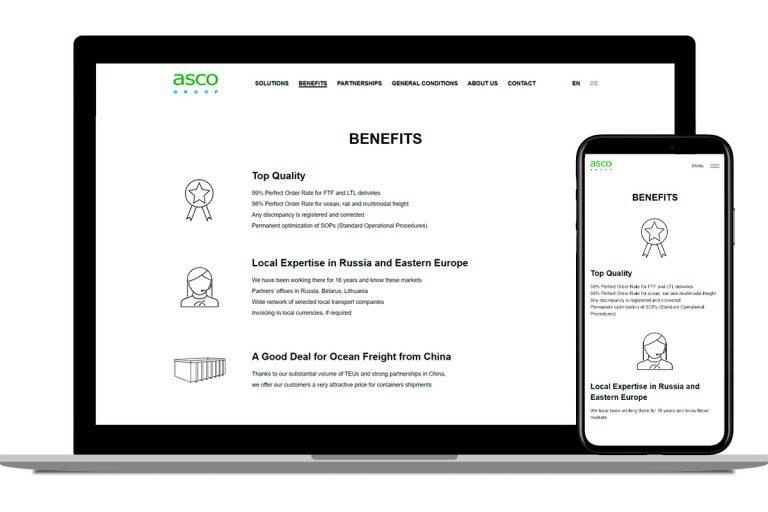 asco
GROUP
SOLUTIONS BENEFITS PARTNERSHIPS GENERAL CONDITIONS ABOUT US CONTACT EN DE
BENEFITS
Top Quality
99% Perfect Order Rate for FTF and LTL deliviries
98% Perfect Order Rate for ocean, rail and multimodal freight
Any discrepancy is registered and corrected
Permanent optimization of SOPs (Standard Operational Procedures)
Local Expertise in Russia and Eastern Europe
We have been working there for 16 years and know these markets
Partners' offices in Russia, Belarus, Lithuania
Wide network of selected local transport companies
Invoicing in local currencies, if required
A Good Deal for Ocean Freight from China
Thanks to our substantial volume of TEUs and strong partnerships in China,
we offer our customers a very attractive price for containers shipments
asco
GROUP
Menu
BENEFITS
Top Quality
99% Perfect Order Rate for FTF and LTL deliviries
98% Perfect Order Rate for ocean, rail and multimodal freight
Any discrepancy is registered and corrected
Permanent optimization of SOPs (Standard Operational
Procedures)
Local Expertise in Russia and
Eastern Europe
We have been working there for 16 years and know these
markets